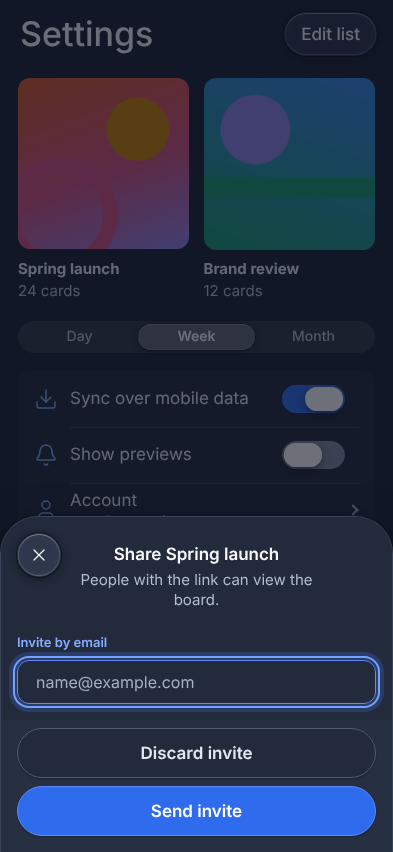 Settings
Edit list
Spring launch
24 cards
Brand review
12 cards
Day
Week
Month
Sync over mobile data
Show previews
Account
Share Spring launch
People with the link can view the
board.
Invite by email
name@example.com
Discard invite
Send invite